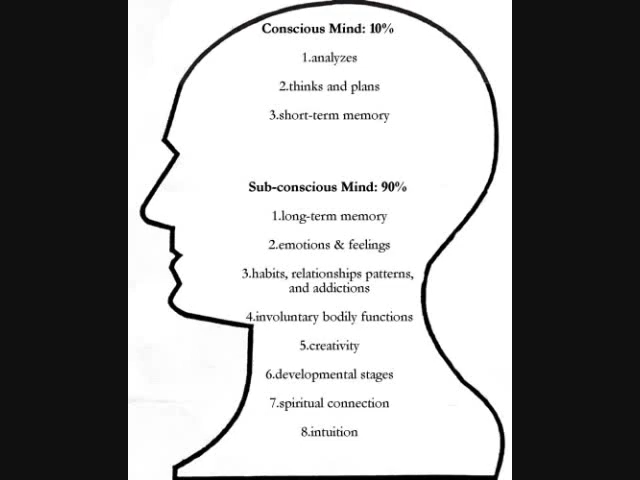 Conscious Mind: 10%
1.analyzes
2.thinks and plans
3.short-term memory
Sub-conscious Mind: 90%
1.long-term memory
2.emotions & feelings
3.habits, relationships patterns,
and addictions
4.involuntary bodily functions
5.creativity
6.developmental stages
7.spiritual connection
8.intuition